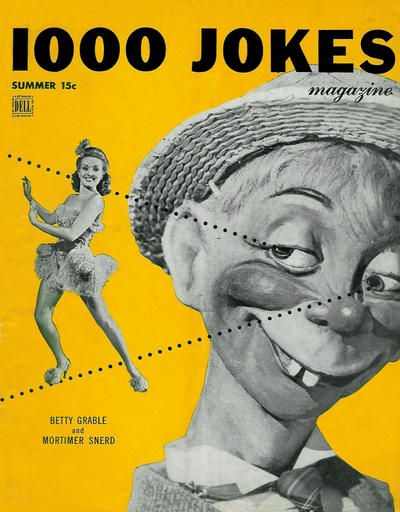 1000 JOKES
magazine
SUMMER 15c
DELL
BETTY GRABLE
and
MORTIMER SNERD